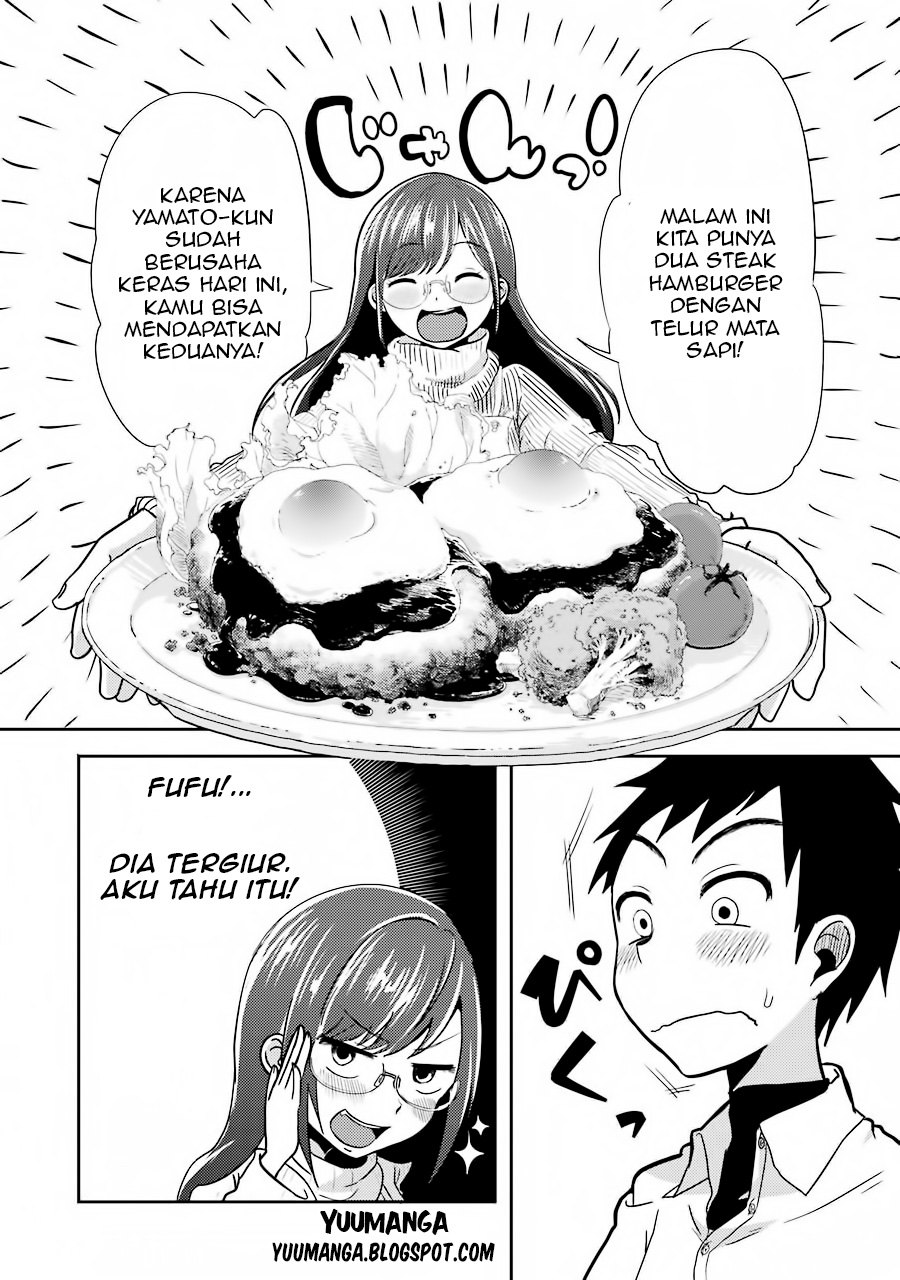 じゃんっ!
MALAM INI
KITA PUNYA
DUA STEAK
HAMBURGER
DENGAN
TELUR MATA
SAPI!
KARENA
YAMATO-KUN
SUDAH
BERUSAHA
KERAS HARI INI,
KAMU BISA
MENDAPATKAN
KEDUANYA!
ぴくっ
FUFU!...
DIA TERGIUR,
AKU TAHU ITU!
YUUMANGA
YUUMANGA.BLOGSPOT.COM